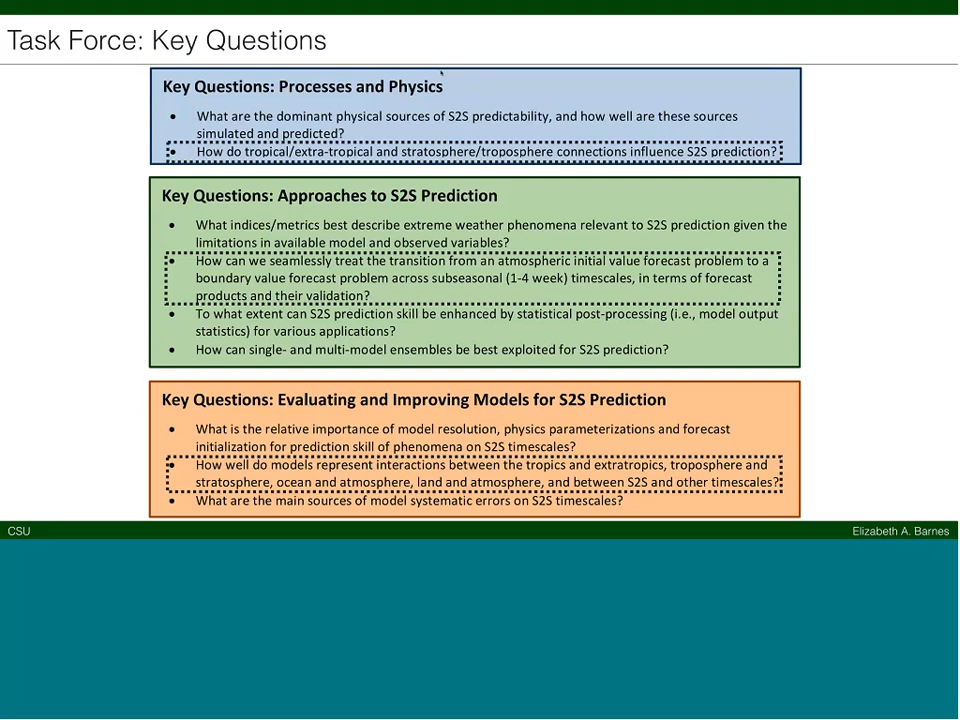 Task Force: Key Questions
Key Questions: Processes and Physics
• What are the dominant physical sources of S2S predictability, and how well are these sources
simulated and predicted?
• How do tropical/extra-tropical and stratosphere/troposphere connections influence S2S prediction?
Key Questions: Approaches to S2S Prediction
• What indices/metrics best describe extreme weather phenomena relevant to S2S prediction given the
limitations in available model and observed variables?
• How can we seamlessly treat the transition from an atmospheric initial value forecast problem to a
boundary value forecast problem across subseasonal (1-4 week) timescales, in terms of forecast
products and their validation?
• To what extent can S2S prediction skill be enhanced by statistical post-processing (i.e., model output
statistics) for various applications?
• How can single- and multi-model ensembles be best exploited for S2S prediction?
Key Questions: Evaluating and Improving Models for S2S Prediction
• What is the relative importance of model resolution, physics parameterizations and forecast
initialization for prediction skill of phenomena on S2S timescales?
• How well do models represent interactions between the tropics and extratropics, troposphere and
stratosphere, ocean and atmosphere, land and atmosphere, and between S2S and other timescales?
• What are the main sources of model systematic errors on S2S timescales?
CSU
Elizabeth A. Barnes